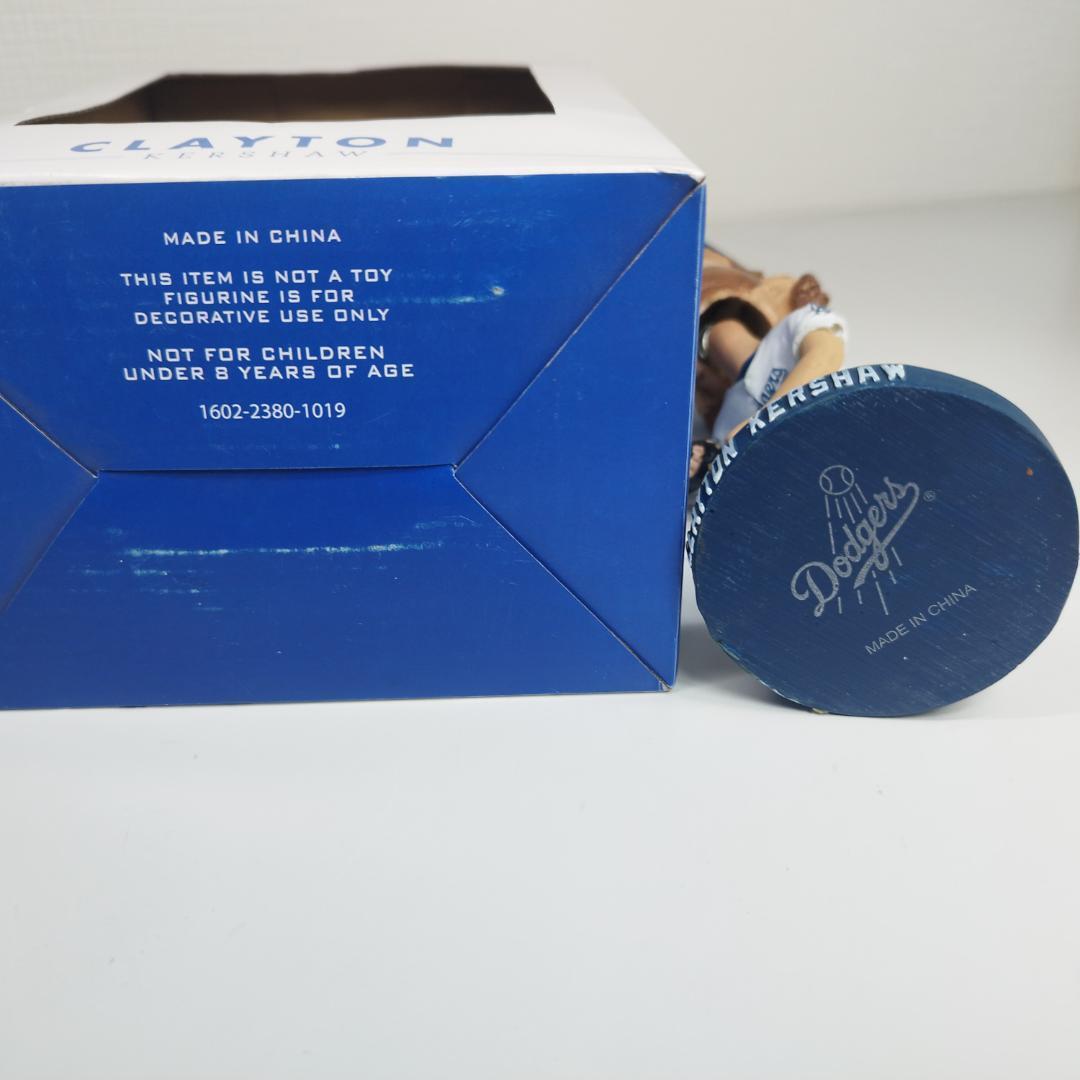 CLAYTON
KERSHAW
MADE IN CHINA
THIS ITEM IS NOT A TOY
FIGURINE IS FOR
DECORATIVE USE ONLY
NOT FOR CHILDREN
UNDER 8 YEARS OF AGE
1602-2380-1019
CLAYTON KERSHAW
Dodgers®
MADE IN CHINA